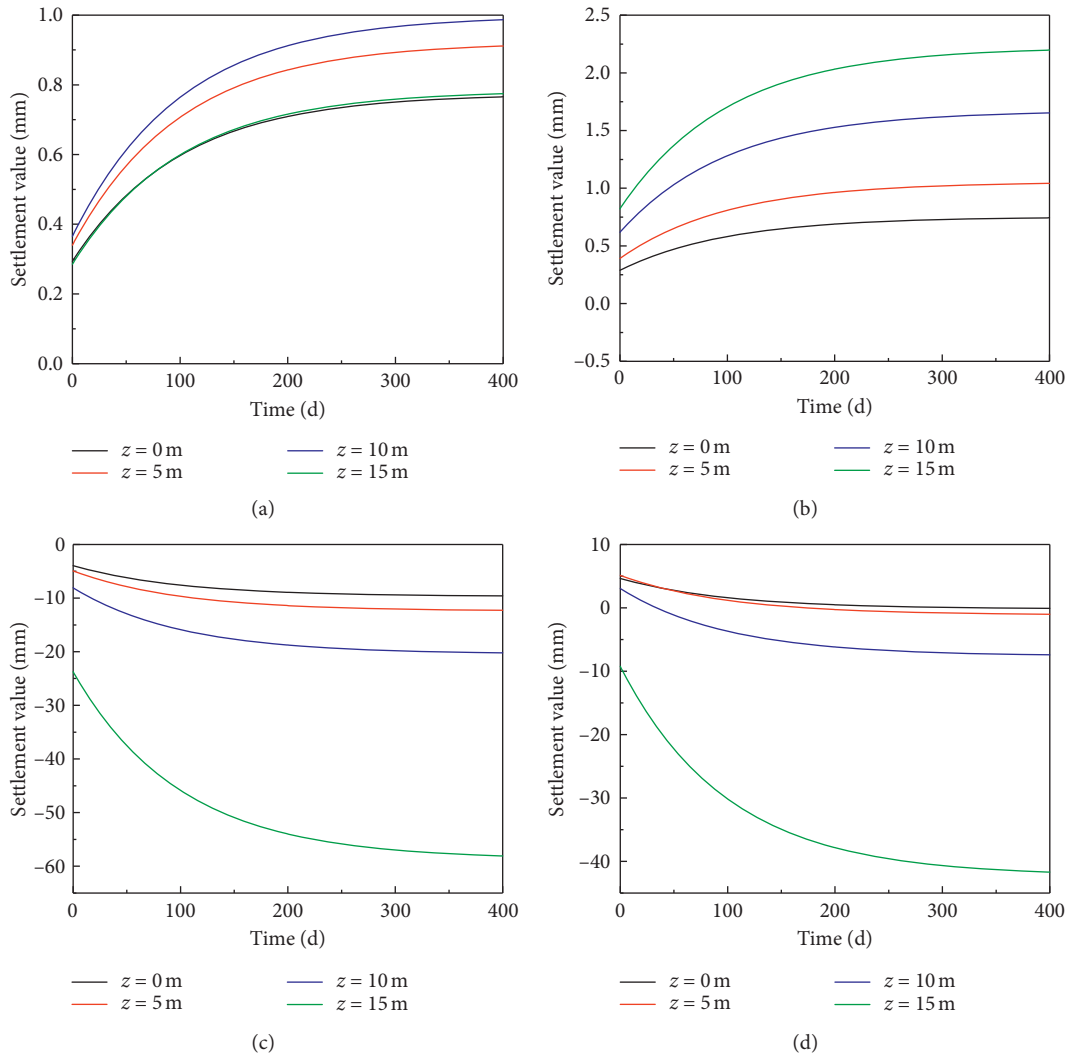 1.0
0.8
0.6
0.4
0.2
0.0
Settlement value (mm)
0 100 200 300 400
Time (d)
z = 0 m z = 10 m
z = 5 m z = 15 m
(a)
2.5
2.0
1.5
1.0
0.5
0.0
–0.5
Settlement value (mm)
0 100 200 300 400
Time (d)
z = 0 m z = 10 m
z = 5 m z = 15 m
(b)
0
–10
–20
–30
–40
–50
–60
Settlement value (mm)
0 100 200 300 400
Time (d)
z = 0 m z = 10 m
z = 5 m z = 15 m
(c)
10
0
–10
–20
–30
–40
Settlement value (mm)
0 100 200 300 400
Time (d)
z = 0 m z = 10 m
z = 5 m z = 15 m
(d)